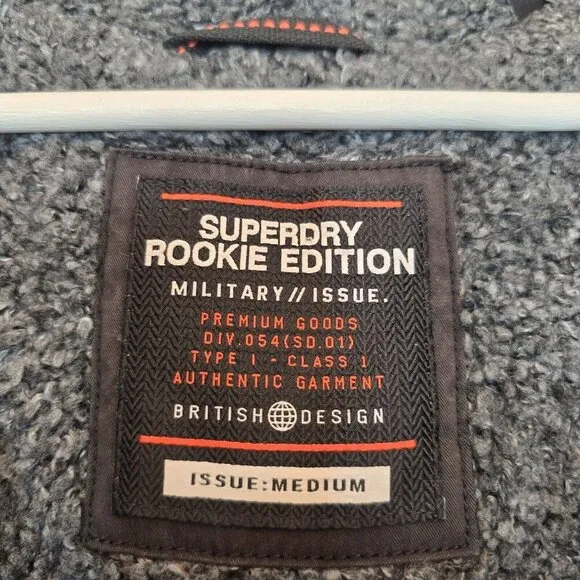 SUPERDRY
ROOKIE EDITION
MILITARY//ISSUE.
PREMIUM GOODS
DIV.054(SD.01)
TYPE I - CLASS 1
AUTHENTIC GARMENT
BRITISH DESIGN
ISSUE:MEDIUM